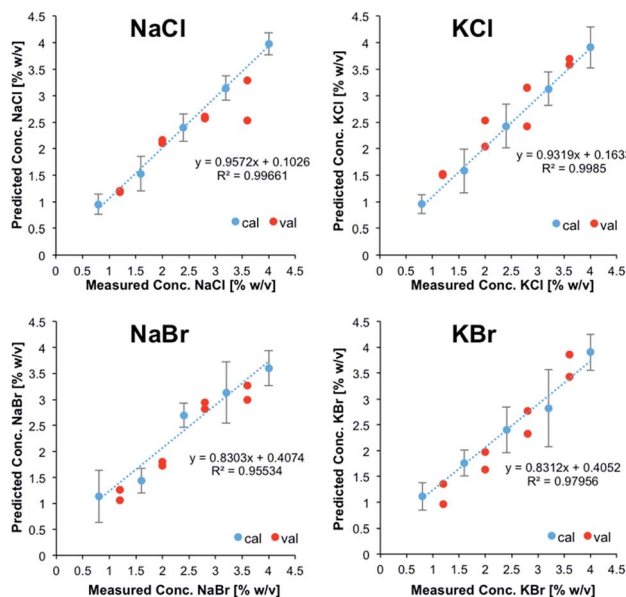 NaCl
Predicted Conc. NaCl [% w/v]
4.5
4
3.5
3
2.5
2
1.5
1
0.5
0
y = 0.9572x + 0.1026
R² = 0.99661
cal val
0 0.5 1 1.5 2 2.5 3 3.5 4 4.5
Measured Conc. NaCl [% w/v]
KCl
Predicted Conc. KCl [% w/v]
4.5
4
3.5
3
2.5
2
1.5
1
0.5
0
y = 0.9319x + 0.163
R² = 0.9985
cal val
0 0.5 1 1.5 2 2.5 3 3.5 4 4.5
Measured Conc. KCl [% w/v]
NaBr
Predicted Conc. NaBr [% w/v]
4.5
4
3.5
3
2.5
2
1.5
1
0.5
0
y = 0.8303x + 0.4074
R² = 0.95534
cal val
0 0.5 1 1.5 2 2.5 3 3.5 4 4.5
Measured Conc. NaBr [% w/v]
KBr
Predicted Conc. KBr [% w/v]
4.5
4
3.5
3
2.5
2
1.5
1
0.5
0
y = 0.8312x + 0.4052
R² = 0.97956
cal val
0 0.5 1 1.5 2 2.5 3 3.5 4 4.5
Measured Conc. KBr [% w/v]